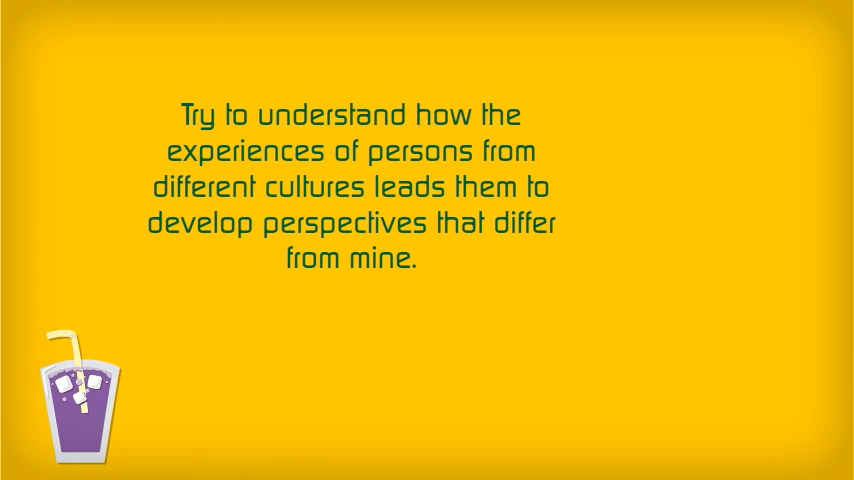 Try to understand how the
experiences of persons from
different cultures leads them to
develop perspectives that differ
from mine.